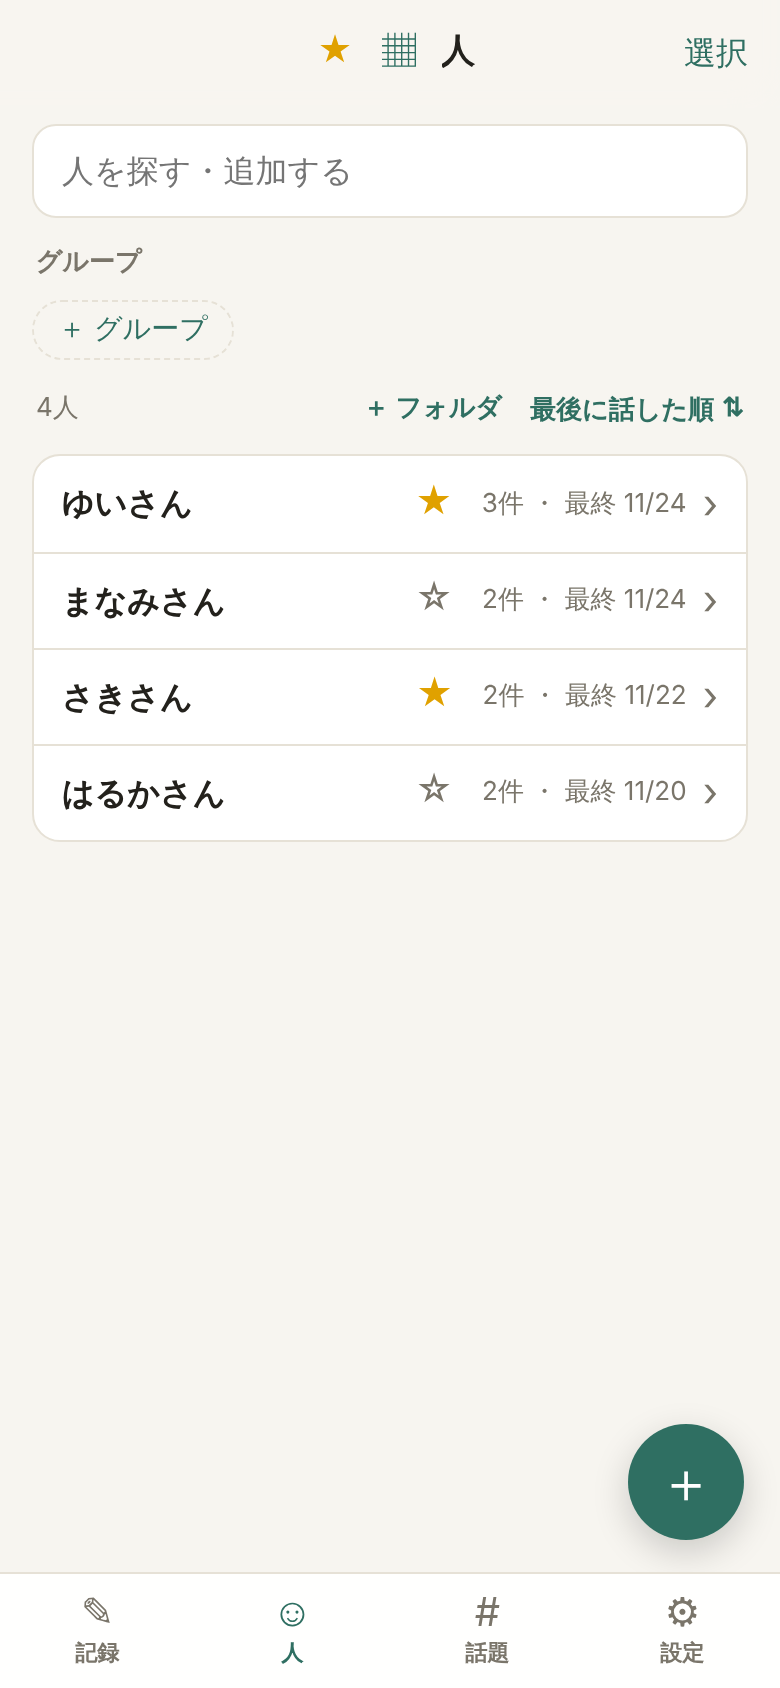 ★ ▦ 人 選択
人を探す・追加する
グループ
+ グループ
4人 + フォルダ 最後に話した順 ⇅
ゆいさん ★ 3件 ・ 最終 11/24 ›
まなみさん ☆ 2件 ・ 最終 11/24 ›
さきさん ★ 2件 ・ 最終 11/22 ›
はるかさん ☆ 2件 ・ 最終 11/20 ›
+
✎ ☺ # ⚙
記録 人 話題 設定